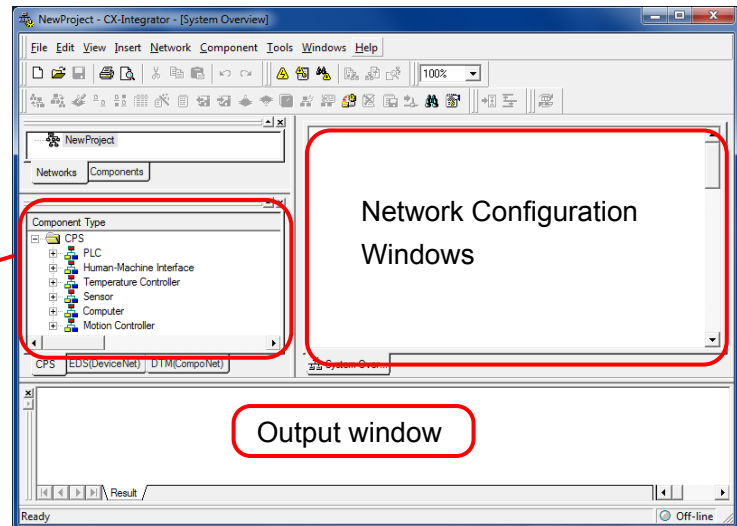 NewProject - CX-Integrator - [System Overview]
File Edit View Insert Network Component Tools Windows Help
100%
NewProject
Networks Components
Component Type
CPS
PLC
Human-Machine Interface
Temperature Controller
Sensor
Computer
Motion Controller
CPS EDS(DeviceNet) DTM(CompoNet)
Network Configuration
Windows
System Over...
Output window
Result
Ready
Off-line